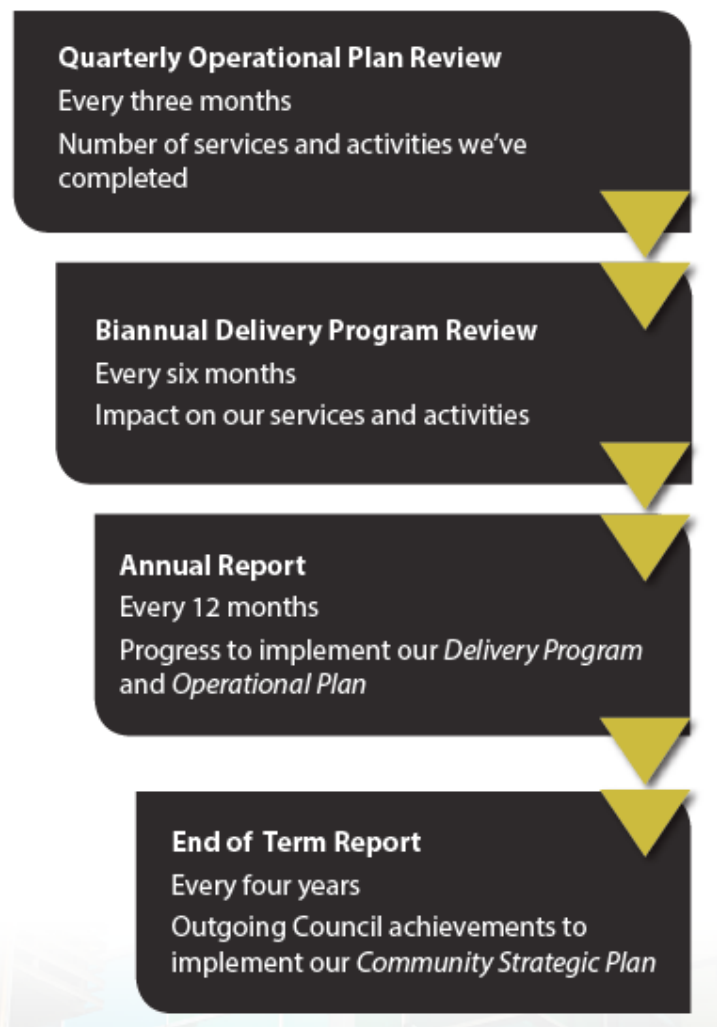 Quarterly Operational Plan Review
Every three months
Number of services and activities we’ve
completed
Biannual Delivery Program Review
Every six months
Impact on our services and activities
Annual Report
Every 12 months
Progress to implement our Delivery Program
and Operational Plan
End of Term Report
Every four years
Outgoing Council achievements to
implement our Community Strategic Plan